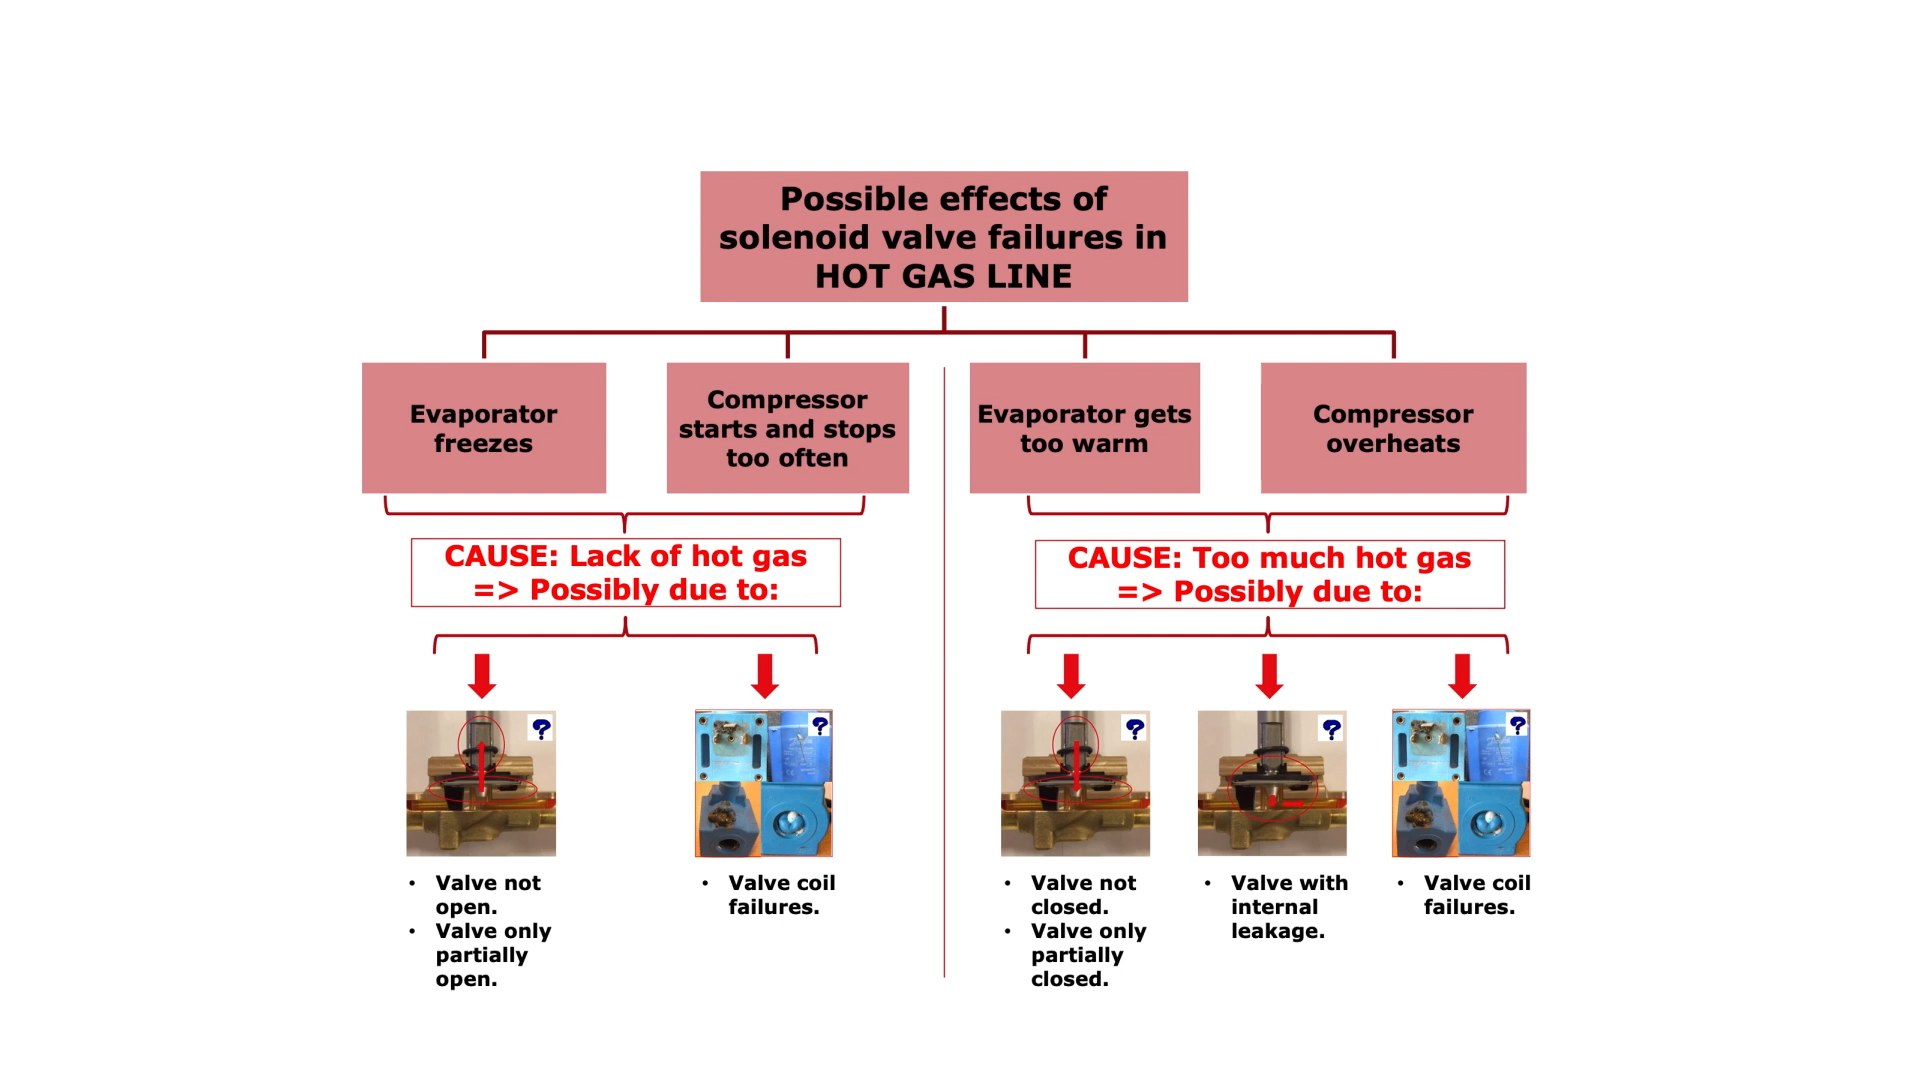 Possible effects of
solenoid valve failures in
HOT GAS LINE
Evaporator
freezes
Compressor
starts and stops
too often
Evaporator gets
too warm
Compressor
overheats
CAUSE: Lack of hot gas
=> Possibly due to:
CAUSE: Too much hot gas
=> Possibly due to:
?
?
?
?
?
• Valve not
open.
• Valve only
partially
open.
• Valve coil
failures.
• Valve not
closed.
• Valve only
partially
closed.
• Valve with
internal
leakage.
• Valve coil
failures.